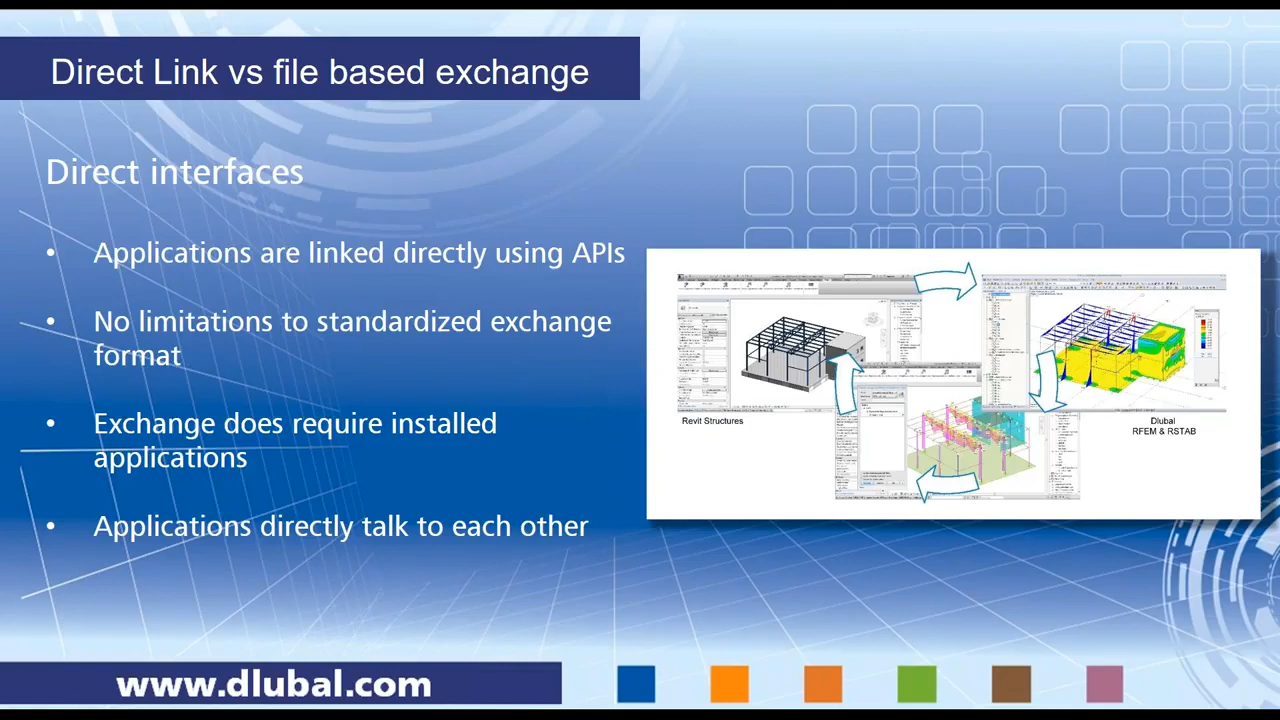 Direct Link vs file based exchange
Direct interfaces
• Applications are linked directly using APIs
• No limitations to standardized exchange
format
• Exchange does require installed
applications
• Applications directly talk to each other
Revit Structures
Dlubal
RFEM & RSTAB
www.dlubal.com